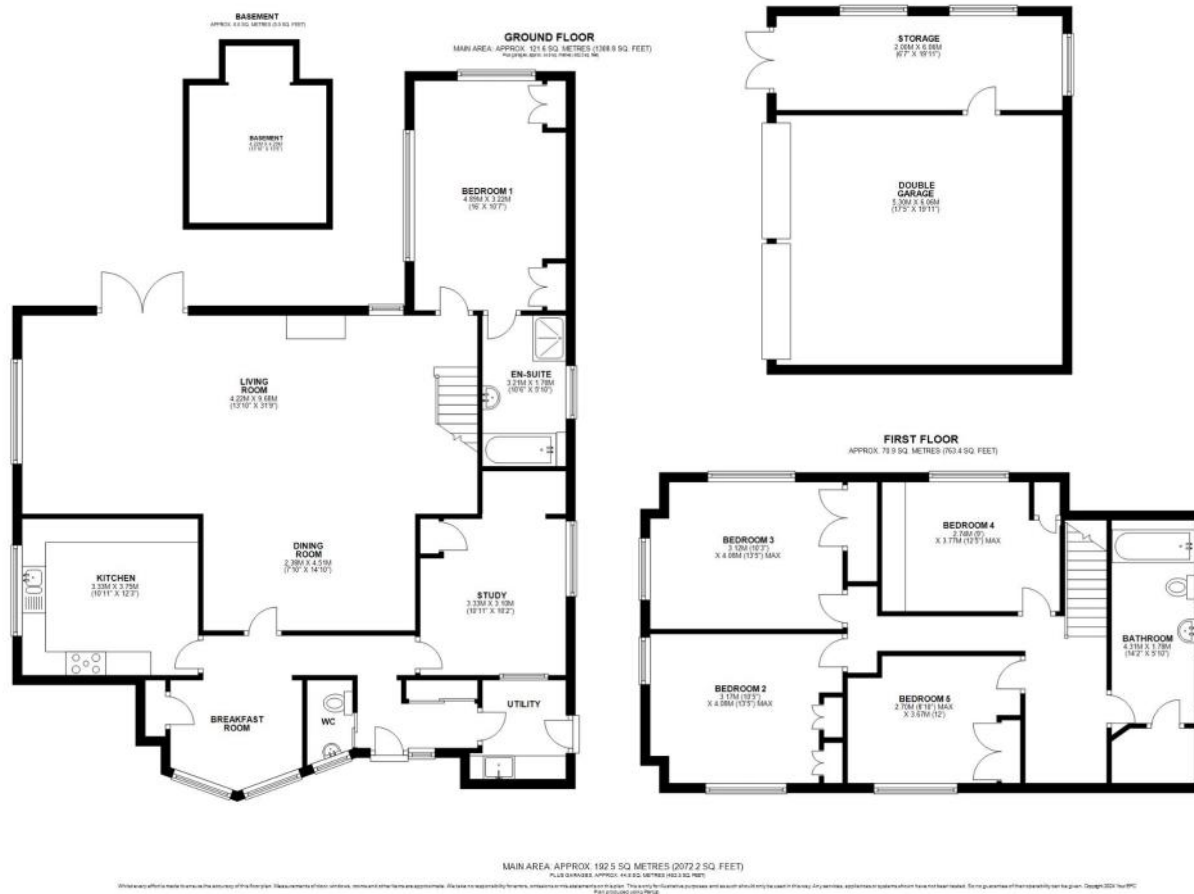 BASEMENT
BASEMENT
GROUND FLOOR
MAIN AREA: APPROX. 121.6 SQ. METRES (1308.8 SQ. FEET)
BEDROOM 1
4.89M X 3.22M
(16' X 10'7")
LIVING
ROOM
4.22M X 9.68M
(13'10" X 31'9")
EN-SUITE
3.21M X 1.78M
(10'6" X 5'10")
KITCHEN
3.33M X 3.75M
(10'11" X 12'3")
DINING
ROOM
2.39M X 4.51M
(7'10" X 14'10")
STUDY
3.33M X 3.10M
(10'11" X 10'2")
BREAKFAST
ROOM
WC
UTILITY
STORAGE
2.00M X 6.06M
(6'7" X 19'11")
DOUBLE
GARAGE
5.30M X 6.06M
(17'5" X 19'11")
FIRST FLOOR
APPROX. 70.9 SQ. METRES (763.4 SQ. FEET)
BEDROOM 3
3.12M (10'3")
X 4.08M (13'5") MAX
BEDROOM 4
2.74M (9')
X 3.77M (12'5") MAX
BATHROOM
4.31M X 1.78M
(14'2" X 5'10")
BEDROOM 2
3.17M (10'5")
X 4.08M (13'5") MAX
BEDROOM 5
2.70M (8'10") MAX
X 3.67M (12')
MAIN AREA: APPROX. 192.5 SQ. METRES (2072.2 SQ. FEET)